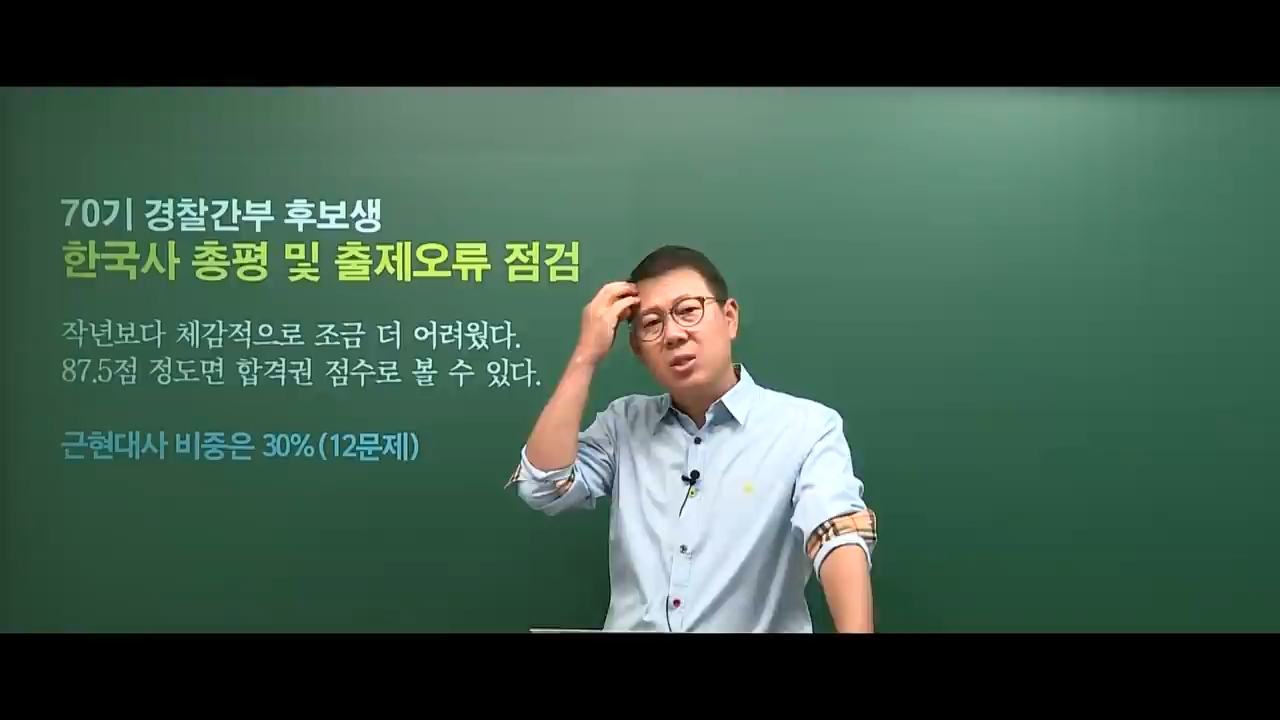 70기 경찰간부 후보생
한국사 총평 및 출제오류 점검
작년보다 체감적으로 조금 더 어려웠다.
87.5점 정도면 합격권 점수로 볼 수 있다.
근현대사 비중은 30%(12문제)